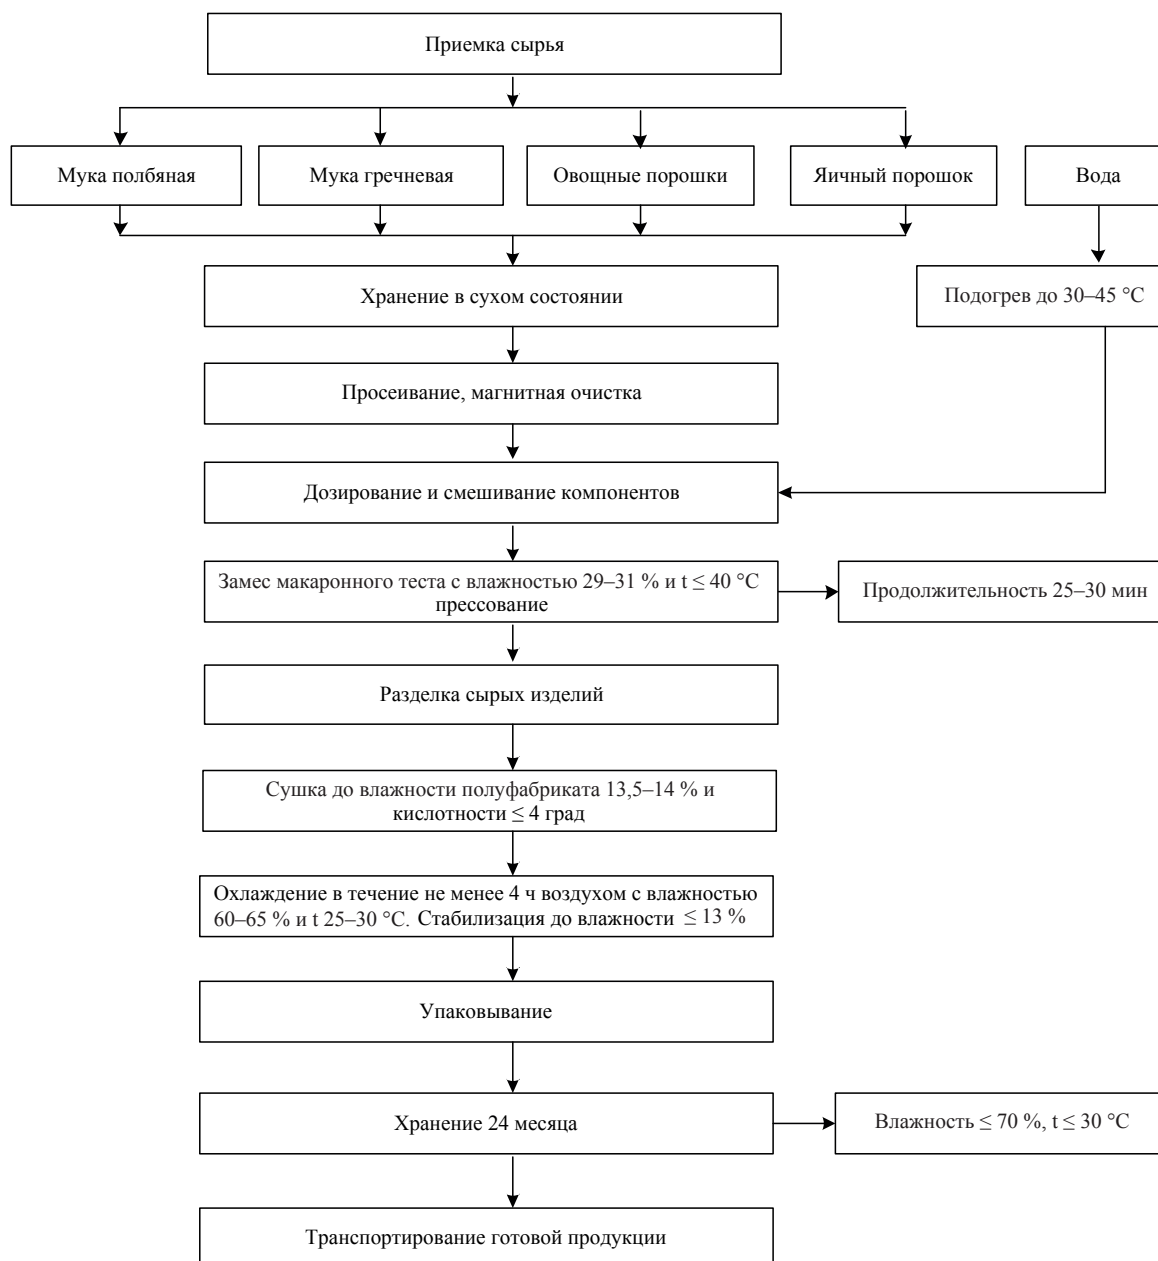 Приемка сырья
Мука полбяная
Мука гречневая
Овощные порошки
Яичный порошок
Вода
Хранение в сухом состоянии
Подогрев до 30–45 °С
Просеивание, магнитная очистка
Дозирование и смешивание компонентов
Замес макаронного теста с влажностью 29–31 % и t ≤ 40 °С
прессование
Продолжительность 25–30 мин
Разделка сырых изделий
Сушка до влажности полуфабриката 13,5–14 % и
кислотности ≤ 4 град
Охлаждение в течение не менее 4 ч воздухом с влажностью
60–65 % и t 25–30 °С. Стабилизация до влажности ≤ 13 %
Упаковывание
Хранение 24 месяца
Влажность ≤ 70 %, t ≤ 30 °С
Транспортирование готовой продукции